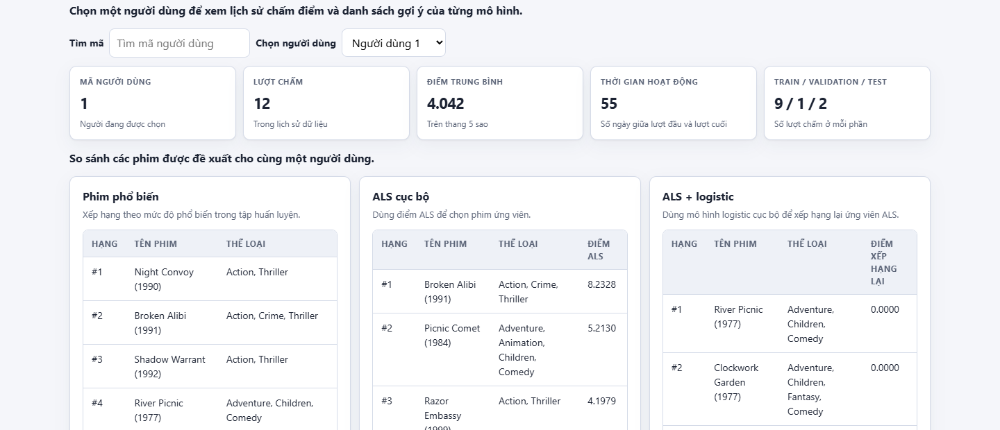 Chọn một người dùng để xem lịch sử chấm điểm và danh sách gợi ý của từng mô hình.
Tìm mã
Tìm mã người dùng
Chọn người dùng
Người dùng 1
MÃ NGƯỜI DÙNG
1
Người đang được chọn
LƯỢT CHẤM
12
Trong lịch sử dữ liệu
ĐIỂM TRUNG BÌNH
4.042
Trên thang 5 sao
THỜI GIAN HOẠT ĐỘNG
55
Số ngày giữa lượt đầu và lượt cuối
TRAIN / VALIDATION / TEST
9 / 1 / 2
Số lượt chấm ở mỗi phần
So sánh các phim được đề xuất cho cùng một người dùng.
Phim phổ biến
Xếp hạng theo mức độ phổ biến trong tập huấn luyện.
HẠNG TÊN PHIM THỂ LOẠI
#1 Night Convoy Action, Thriller
(1990)
#2 Broken Alibi Action, Crime, Thriller
(1991)
#3 Shadow Warrant Action, Thriller
(1992)
#4 River Picnic Adventure, Children,
(1977) Comedy
ALS cục bộ
Dùng điểm ALS để chọn phim ứng viên.
HẠNG TÊN PHIM THỂ LOẠI ĐIỂM
ALS
#1 Broken Alibi Action, Crime, 8.2328
(1991) Thriller
#2 Picnic Comet Adventure, 5.2130
(1984) Animation,
Children,
Comedy
#3 Razor Action, Thriller 4.1979
Embassy
(1999)
ALS + logistic
Dùng mô hình logistic cục bộ để xếp hạng lại ứng viên ALS.
HẠNG TÊN PHIM THỂ LOẠI ĐIỂM
XẾP
HẠNG
LẠI
#1 River Picnic Adventure, 0.0000
(1977) Children,
Comedy
#2 Clockwork Adventure, 0.0000
Garden Children,
(1977) Fantasy,
Comedy